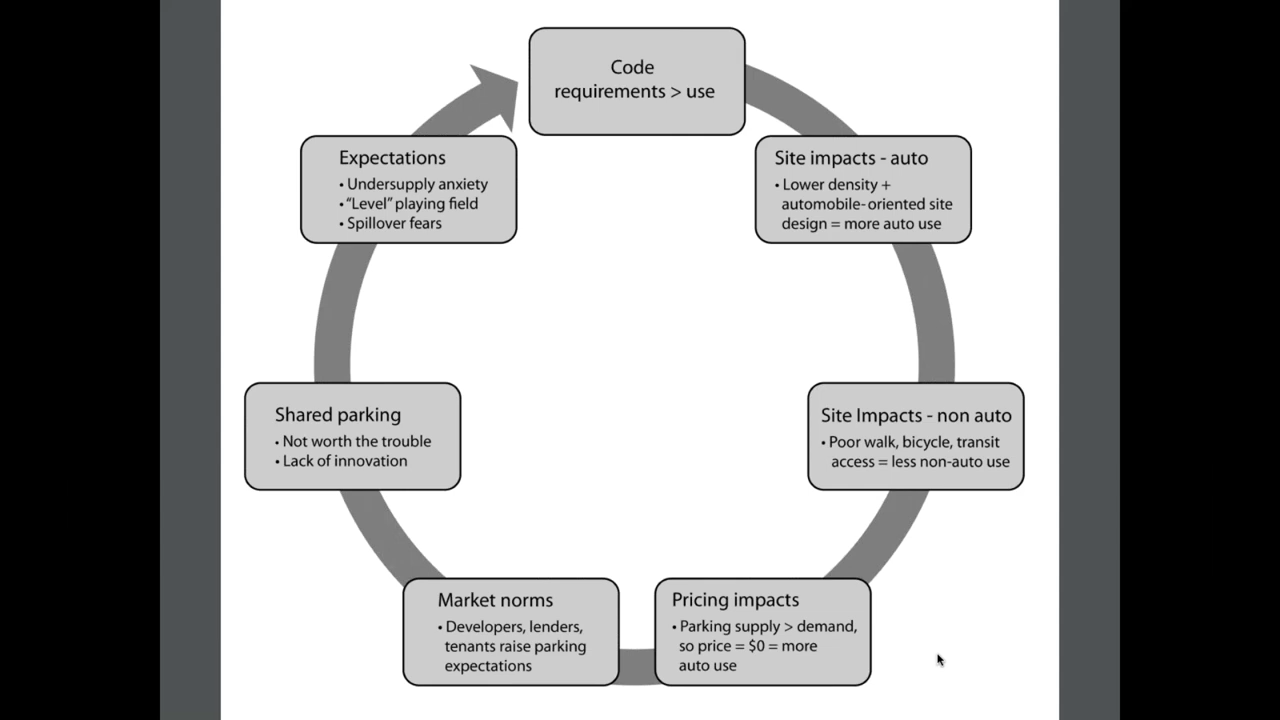 Code
requirements > use
Site impacts - auto
• Lower density +
automobile-oriented site
design = more auto use
Site Impacts - non auto
• Poor walk, bicycle, transit
access = less non-auto use
Pricing impacts
• Parking supply > demand,
so price = $0 = more
auto use
Market norms
• Developers, lenders,
tenants raise parking
expectations
Shared parking
• Not worth the trouble
• Lack of innovation
Expectations
• Undersupply anxiety
• “Level” playing field
• Spillover fears